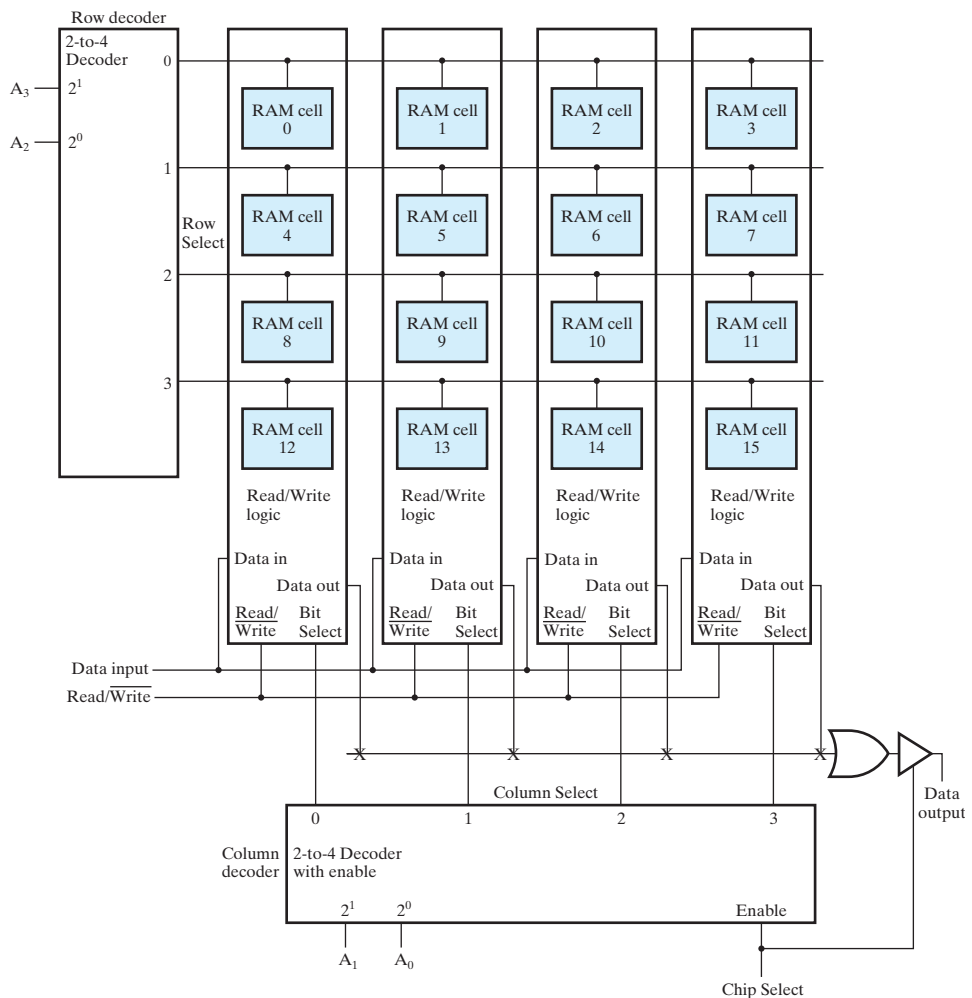 Row decoder
2-to-4
Decoder
A3
2^1
A2
2^0
0
1
2
3
Row
Select
RAM cell
0
RAM cell
1
RAM cell
2
RAM cell
3
RAM cell
4
RAM cell
5
RAM cell
6
RAM cell
7
RAM cell
8
RAM cell
9
RAM cell
10
RAM cell
11
RAM cell
12
RAM cell
13
RAM cell
14
RAM cell
15
Read/Write
logic
Read/Write
logic
Read/Write
logic
Read/Write
logic
Data in
Data in
Data in
Data in
Data out
Data out
Data out
Data out
Read/
Write
Bit
Select
Read/
Write
Bit
Select
Read/
Write
Bit
Select
Read/
Write
Bit
Select
Data input
Read/Write
X
X
X
X
Data
output
Column Select
0
1
2
3
Column
decoder
2-to-4 Decoder
with enable
2^1
2^0
Enable
A1
A0
Chip Select